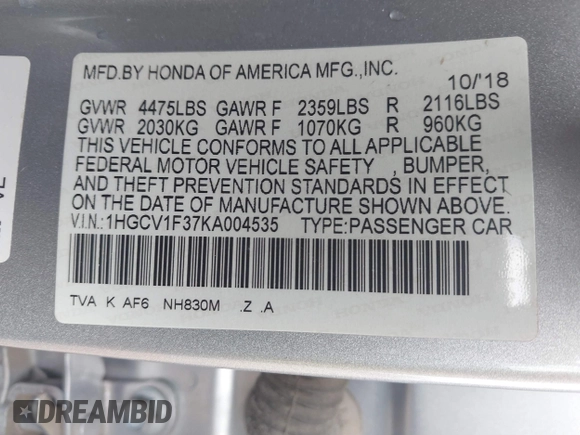 MFD.BY HONDA OF AMERICA MFG.,INC.
10/'18
GVWR 4475LBS GAWR F 2359LBS R 2116LBS
GVWR 2030KG GAWR F 1070KG R 960KG
THIS VEHICLE CONFORMS TO ALL APPLICABLE
FEDERAL MOTOR VEHICLE SAFETY , BUMPER,
AND THEFT PREVENTION STANDARDS IN EFFECT
ON THE DATE OF MANUFACTURE SHOWN ABOVE.
V.I.N.:1HGCV1F37KA004535 TYPE:PASSENGER CAR
TVA K AF6 NH830M .Z .A
DREAMBID